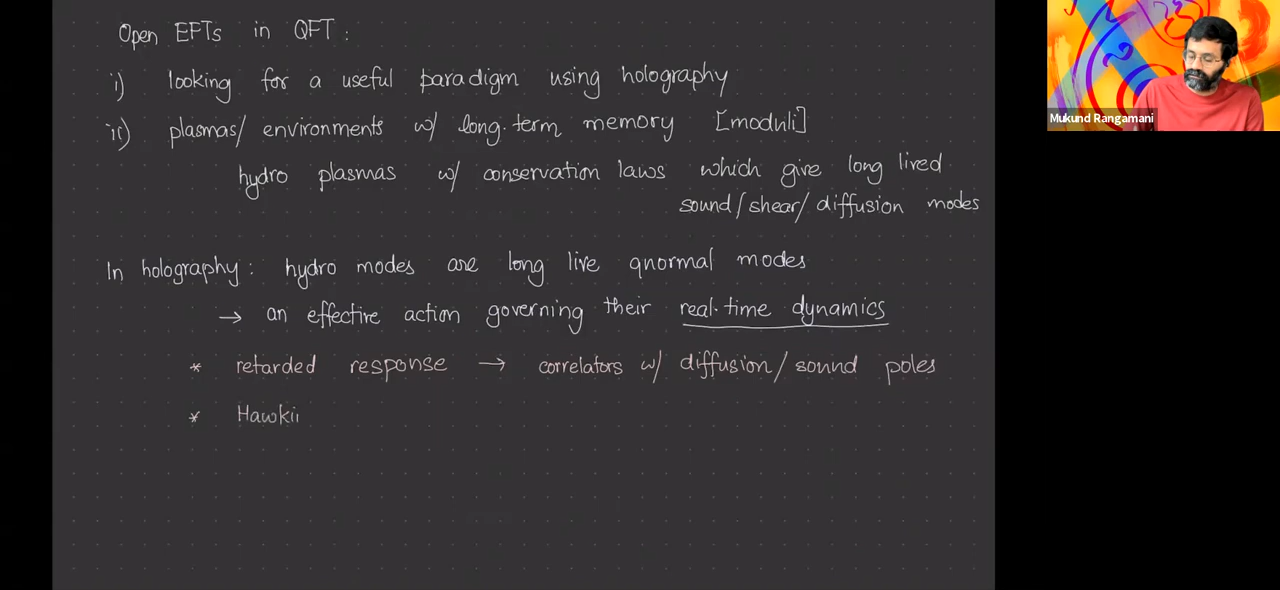 Open EFTs in QFT:
i) looking for a useful paradigm using holography
ii) plasmas/environments w/ long-term memory [moduli]
hydro plasmas w/ conservation laws which give long lived
sound/shear/diffusion modes
In holography: hydro modes are long live qnormal modes
→ an effective action governing their real-time dynamics
* retarded response → correlators w/ diffusion/sound poles
* Hawkii
Mukund Rangamani